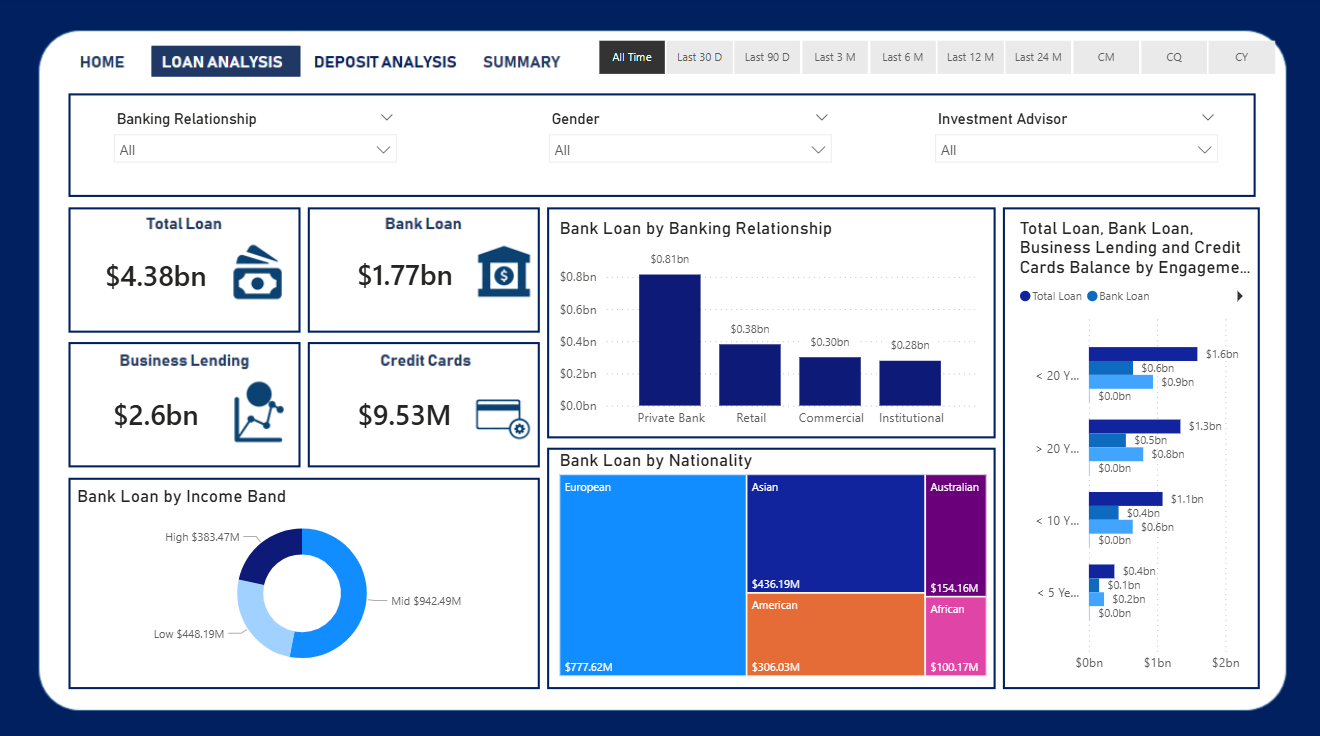 HOME LOAN ANALYSIS DEPOSIT ANALYSIS SUMMARY
All Time Last 30 D Last 90 D Last 3 M Last 6 M Last 12 M Last 24 M CM CQ CY
Banking Relationship
All
Gender
All
Investment Advisor
All
Total Loan
$4.38bn
Bank Loan
$1.77bn
Business Lending
$2.6bn
Credit Cards
$9.53M
Bank Loan by Income Band
High $383.47M
Mid $942.49M
Low $448.19M
Bank Loan by Banking Relationship
$0.8bn
$0.6bn
$0.4bn
$0.2bn
$0.0bn
$0.81bn
$0.38bn
$0.30bn
$0.28bn
Private Bank Retail Commercial Institutional
Bank Loan by Nationality
European
$777.62M
Asian
$436.19M
American
$306.03M
Australian
$154.16M
African
$100.17M
Total Loan, Bank Loan,
Business Lending and Credit
Cards Balance by Engageme...
Total Loan Bank Loan
< 20 Y...
$1.6bn
$0.6bn
$0.9bn
$0.0bn
> 20 Y...
$1.3bn
$0.5bn
$0.8bn
$0.0bn
< 10 Y...
$1.1bn
$0.4bn
$0.6bn
$0.0bn
< 5 Ye...
$0.4bn
$0.1bn
$0.2bn
$0.0bn
$0bn $1bn $2bn